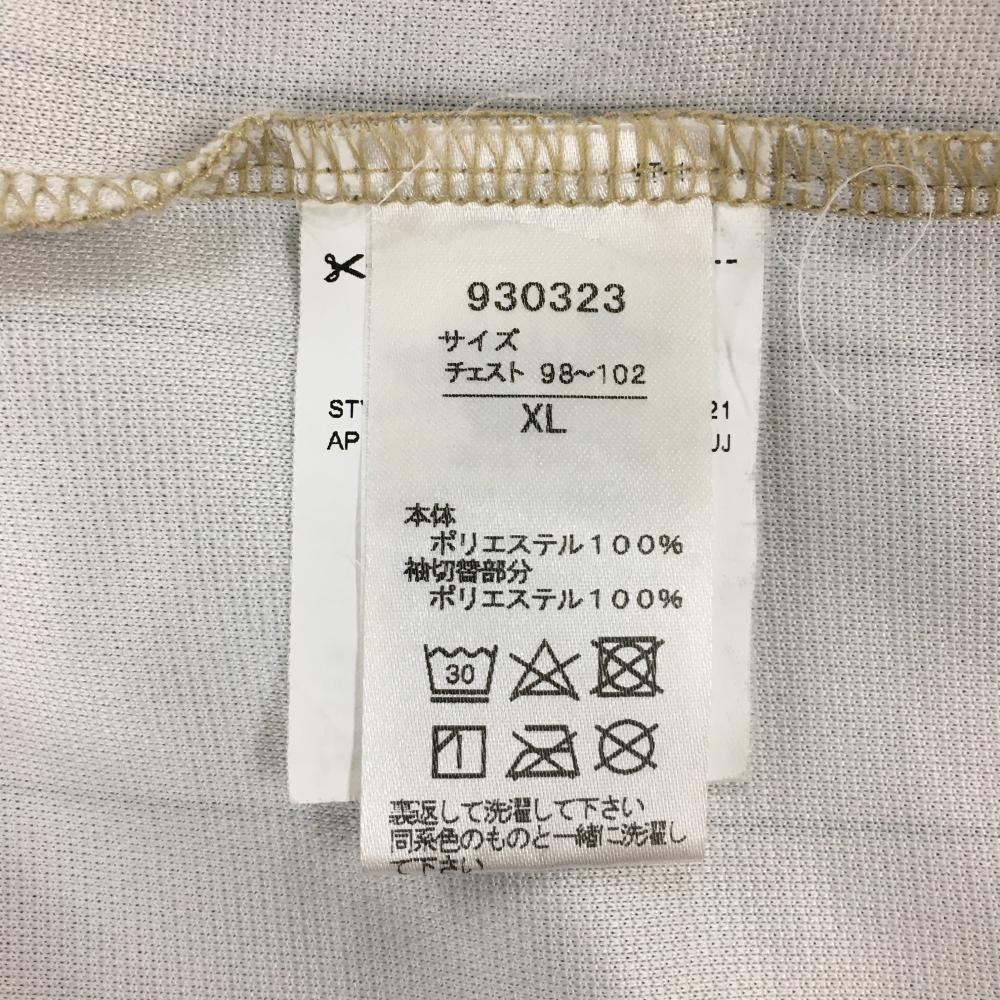 930323
サイズ
チェスト 98～102
XL
本体
ポリエステル100%
袖切替部分
ポリエステル100%
30
裏返して洗濯して下さい
同系色のものと一緒に洗濯し
て下さい
ST
21
AP
JJ